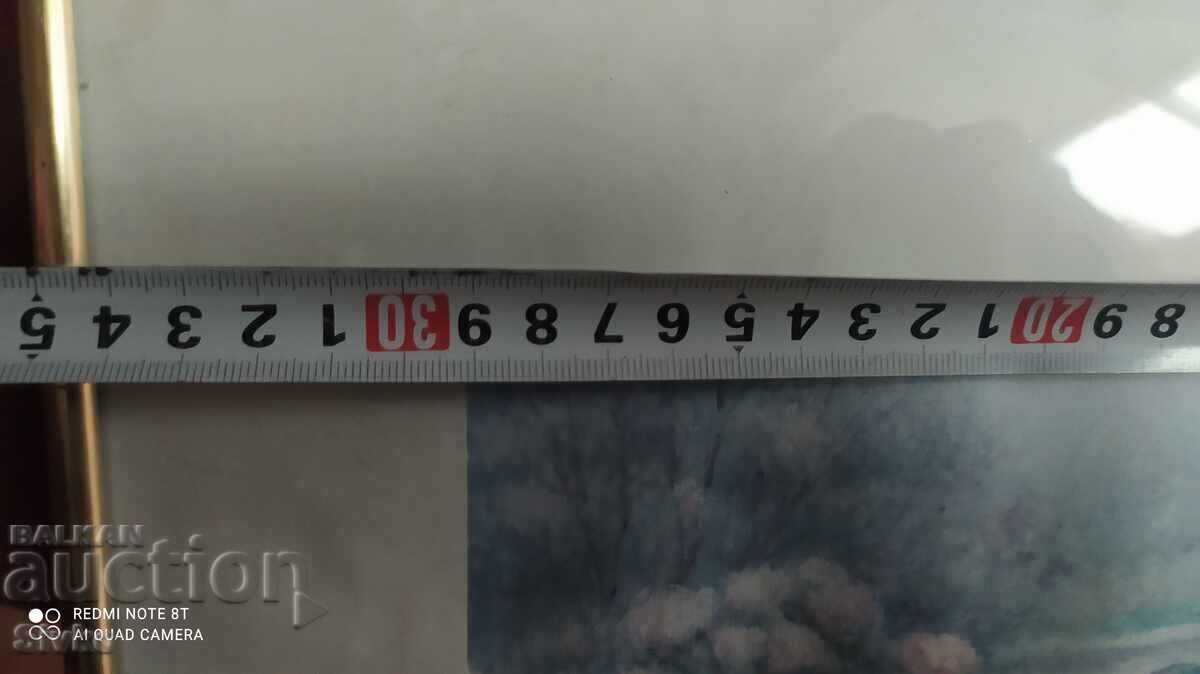 5 4 3 2 1 30 9 8 7 6 5 4 3 2 1 20 9 8
BALKAN
auction
REDMI NOTE 8T
AI QUAD CAMERA
Sivko